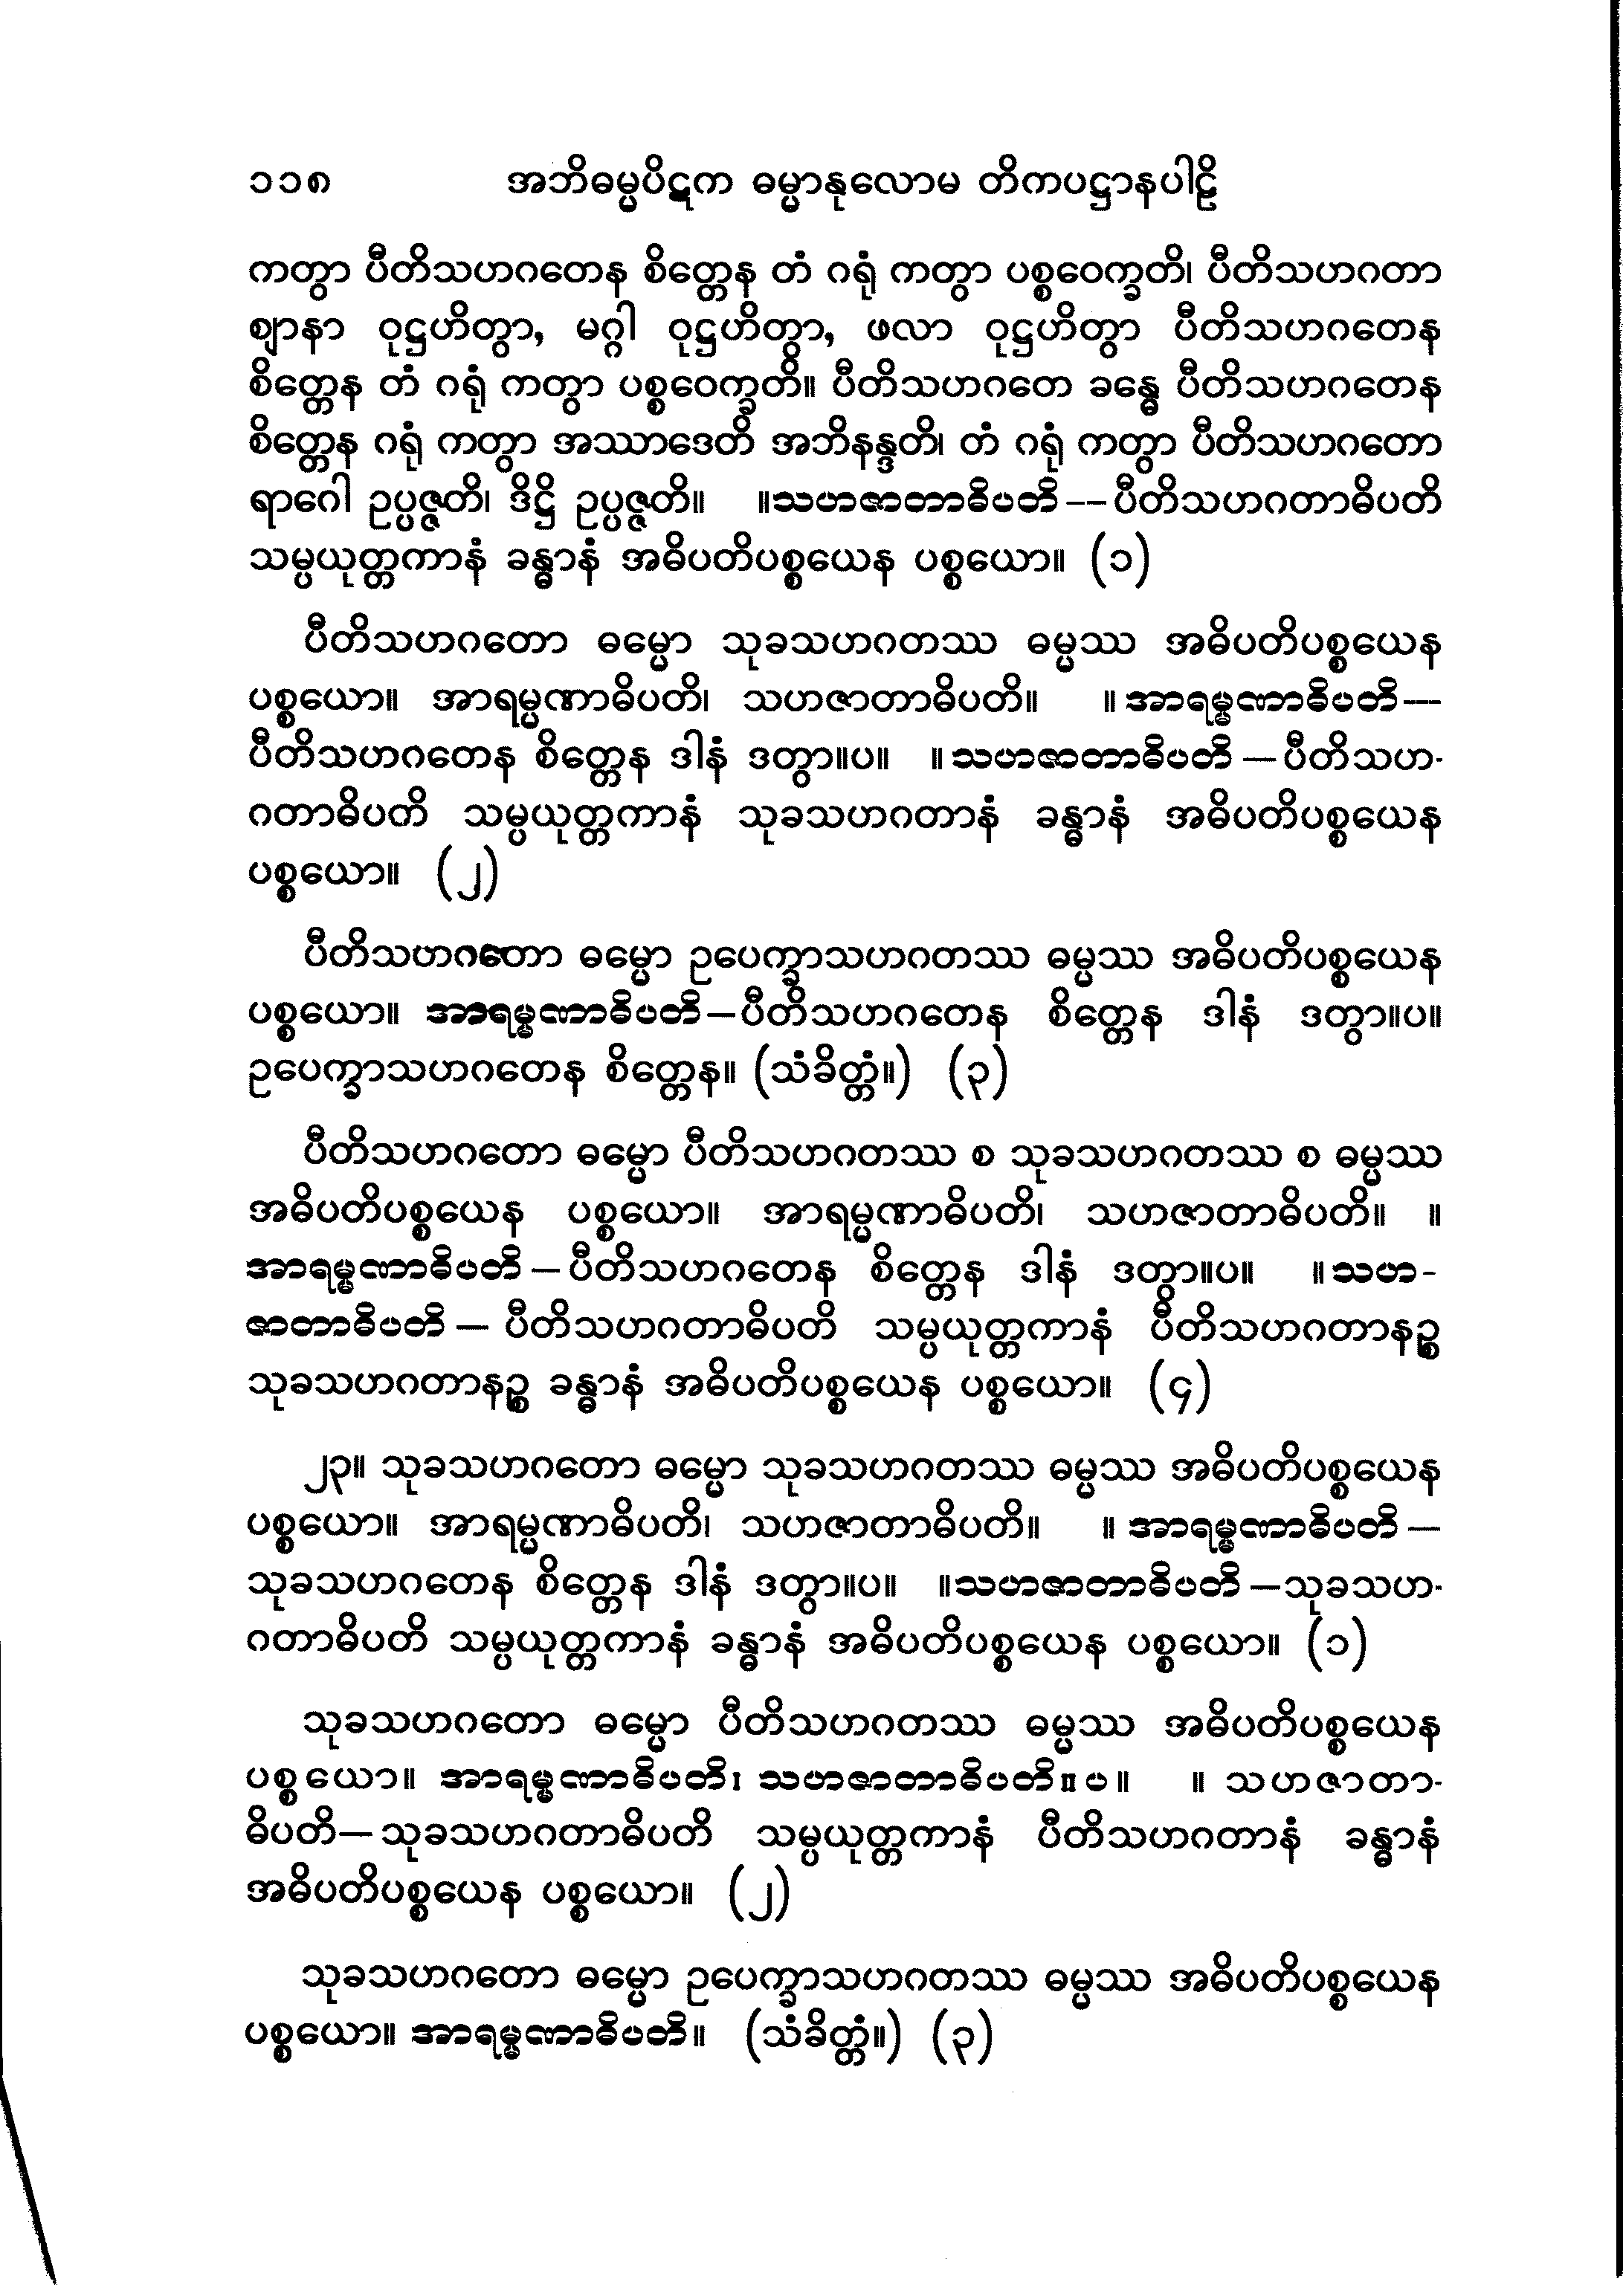 ၁၁၈ အဘိဓမ္မပိဋက ဓမ္မာနုလောမ တိကပဋ္ဌာနပါဠိ
ကတွာ ပီတိသဟဂတေန စိတ္တေန တံ ဂရုံ ကတွာ ပစ္စဝေက္ခတိ၊ ပီတိသဟဂတာ
ဈာနာ ဝုဋ္ဌဟိတွာ, မဂ္ဂါ ဝုဋ္ဌဟိတွာ, ဖလာ ဝုဋ္ဌဟိတွာ ပီတိသဟဂတေန
စိတ္တေန တံ ဂရုံ ကတွာ ပစ္စဝေက္ခတိ။ ပီတိသဟဂတေ ခန္ဓေ ပီတိသဟဂတေန
စိတ္တေန ဂရုံ ကတွာ အဿာဒေတိ အဘိနန္ဒတိ၊ တံ ဂရုံ ကတွာ ပီတိသဟဂတော
ရာဂေါ ဥပ္ပဇ္ဇတိ၊ ဒိဋ္ဌိ ဥပ္ပဇ္ဇတိ။ ။သဟဇာတာဓိပတိ--ပီတိသဟဂတာဓိပတိ
သမ္ပယုတ္တကာနံ ခန္ဓာနံ အဓိပတိပစ္စယေန ပစ္စယော။ (၁)
ပီတိသဟဂတော ဓမ္မော သုခသဟဂတဿ ဓမ္မဿ အဓိပတိပစ္စယေန
ပစ္စယော။ အာရမ္မဏာဓိပတိ၊ သဟဇာတာဓိပတိ။ ။အာရမ္မဏာဓိပတိ—
ပီတိသဟဂတေန စိတ္တေန ဒါနံ ဒတွာ။ပ။ ။သဟဇာတာဓိပတိ—ပီတိသဟ-
ဂတာဓိပတိ သမ္ပယုတ္တကာနံ သုခသဟဂတာနံ ခန္ဓာနံ အဓိပတိပစ္စယေန
ပစ္စယော။ (၂)
ပီတိသဟဂတော ဓမ္မော ဥပေက္ခာသဟဂတဿ ဓမ္မဿ အဓိပတိပစ္စယေန
ပစ္စယော။ အာရမ္မဏာဓိပတိ—ပီတိသဟဂတေန စိတ္တေန ဒါနံ ဒတွာ။ပ။
ဥပေက္ခာသဟဂတေန စိတ္တေန။ (သံခိတ္တံ။) (၃)
ပီတိသဟဂတော ဓမ္မော ပီတိသဟဂတဿ စ သုခသဟဂတဿ စ ဓမ္မဿ
အဓိပတိပစ္စယေန ပစ္စယော။ အာရမ္မဏာဓိပတိ၊ သဟဇာတာဓိပတိ။ ။
အာရမ္မဏာဓိပတိ—ပီတိသဟဂတေန စိတ္တေန ဒါနံ ဒတွာ။ပ။ ။သဟ-
ဇာတာဓိပတိ— ပီတိသဟဂတာဓိပတိ သမ္ပယုတ္တကာနံ ပီတိသဟဂတာနဉ္စ
သုခသဟဂတာနဉ္စ ခန္ဓာနံ အဓိပတိပစ္စယေန ပစ္စယော။ (၄)
၂၃။ သုခသဟဂတော ဓမ္မော သုခသဟဂတဿ ဓမ္မဿ အဓိပတိပစ္စယေန
ပစ္စယော။ အာရမ္မဏာဓိပတိ၊ သဟဇာတာဓိပတိ။ ။အာရမ္မဏာဓိပတိ—
သုခသဟဂတေန စိတ္တေန ဒါနံ ဒတွာ။ပ။ ။သဟဇာတာဓိပတိ—သုခသဟ-
ဂတာဓိပတိ သမ္ပယုတ္တကာနံ ခန္ဓာနံ အဓိပတိပစ္စယေန ပစ္စယော။ (၁)
သုခသဟဂတော ဓမ္မော ပီတိသဟဂတဿ ဓမ္မဿ အဓိပတိပစ္စယေန
ပစ္စယော။ အာရမ္မဏာဓိပတိ၊ သဟဇာတာဓိပတိ။ပ။ ။ သဟဇာတာ-
ဓိပတိ—သုခသဟဂတာဓိပတိ သမ္ပယုတ္တကာနံ ပီတိသဟဂတာနံ ခန္ဓာနံ
အဓိပတိပစ္စယေန ပစ္စယော။ (၂)
သုခသဟဂတော ဓမ္မော ဥပေက္ခာသဟဂတဿ ဓမ္မဿ အဓိပတိပစ္စယေန
ပစ္စယော။ အာရမ္မဏာဓိပတိ။ (သံခိတ္တံ။) (၃)